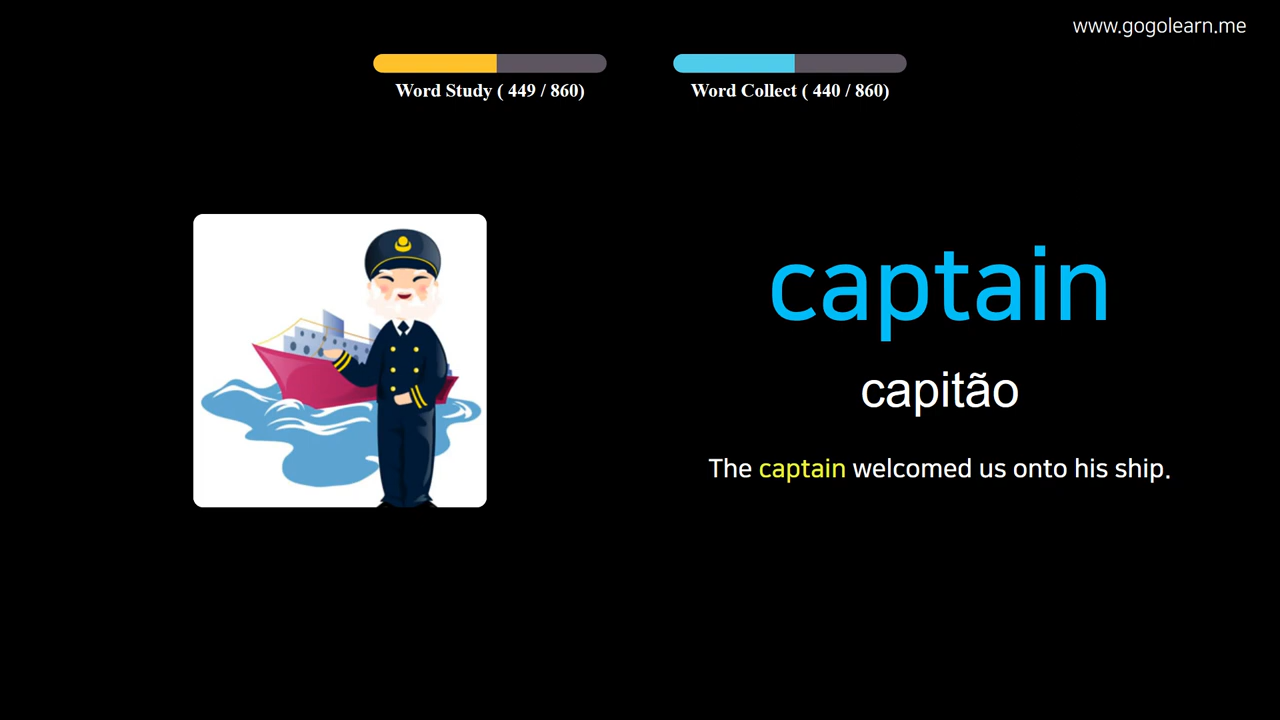 www.gogolearn.me
Word Study ( 449 / 860)
Word Collect ( 440 / 860)
captain
capitão
The captain welcomed us onto his ship.